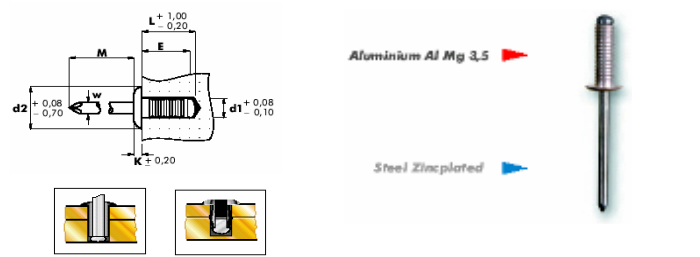 L + 1,00
- 0,20
E
M
w
d2 + 0,08
- 0,70
d1 + 0,08
- 0,10
K ± 0,20
Aluminium Al Mg 3,5
Steel Zincplated